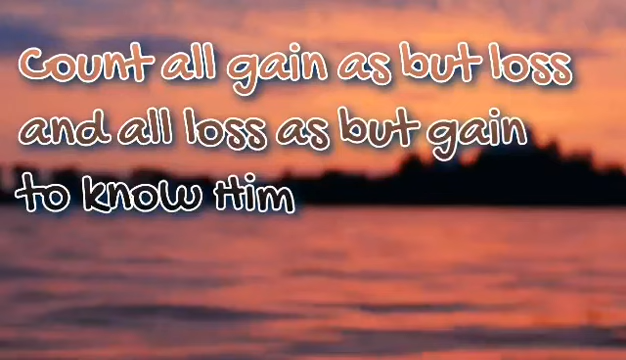 Count all gain as but loss
and all loss as but gain
to know Him